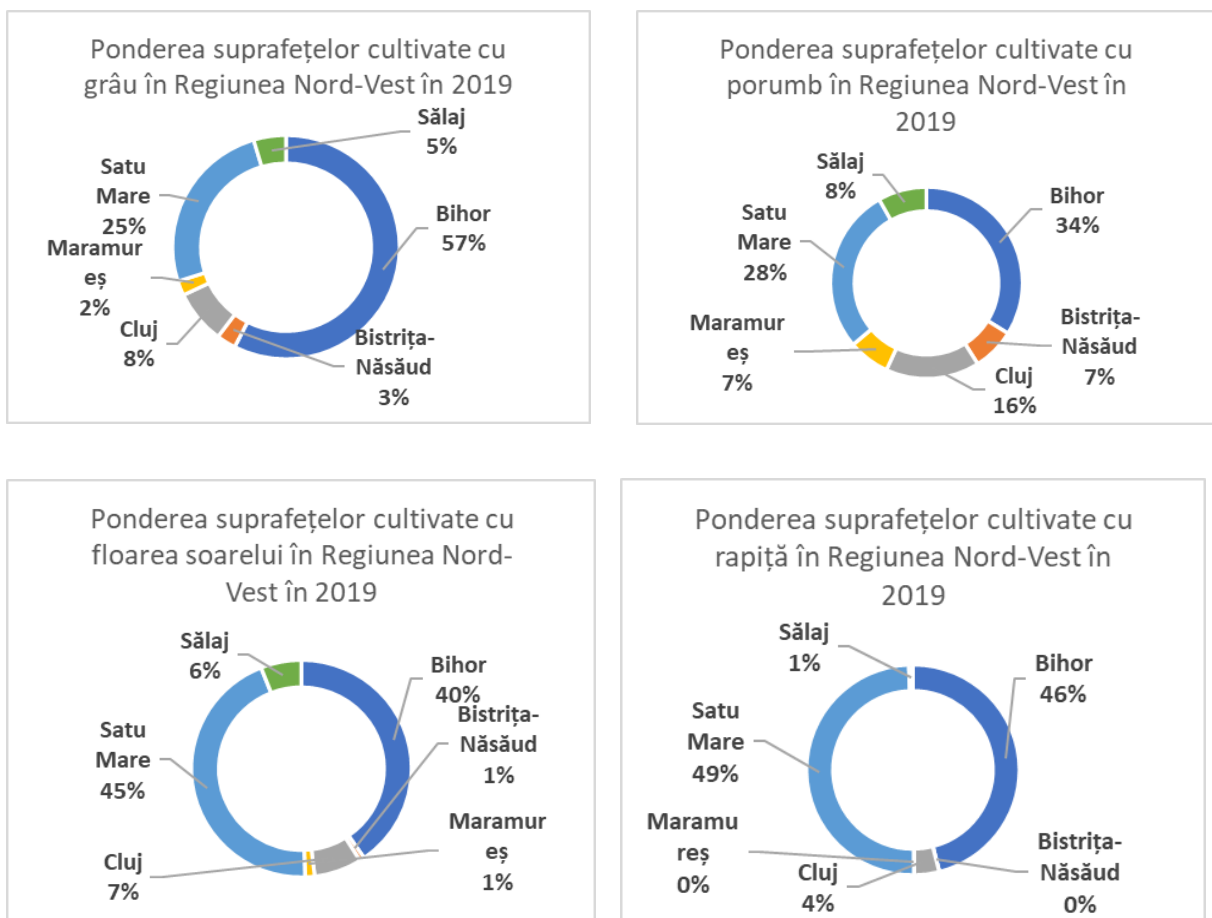 Ponderea suprafețelor cultivate cu
grâu în Regiunea Nord-Vest în 2019
Sălaj
5%
Satu
Mare
25%
Bihor
57%
Maramur
eș
2%
Cluj
8%
Bistrița-
Năsăud
3%
Ponderea suprafețelor cultivate cu
porumb în Regiunea Nord-Vest în
2019
Sălaj
8%
Bihor
34%
Satu
Mare
28%
Maramur
eș
7%
Bistrița-
Năsăud
7%
Cluj
16%
Ponderea suprafețelor cultivate cu
floarea soarelui în Regiunea Nord-
Vest în 2019
Sălaj
6%
Bihor
40%
Bistrița-
Năsăud
1%
Satu
Mare
45%
Maramur
eș
1%
Cluj
7%
Ponderea suprafețelor cultivate cu
rapiță în Regiunea Nord-Vest în
2019
Sălaj
1%
Bihor
46%
Satu
Mare
49%
Maramu
reș
0%
Cluj
4%
Bistrița-
Năsăud
0%